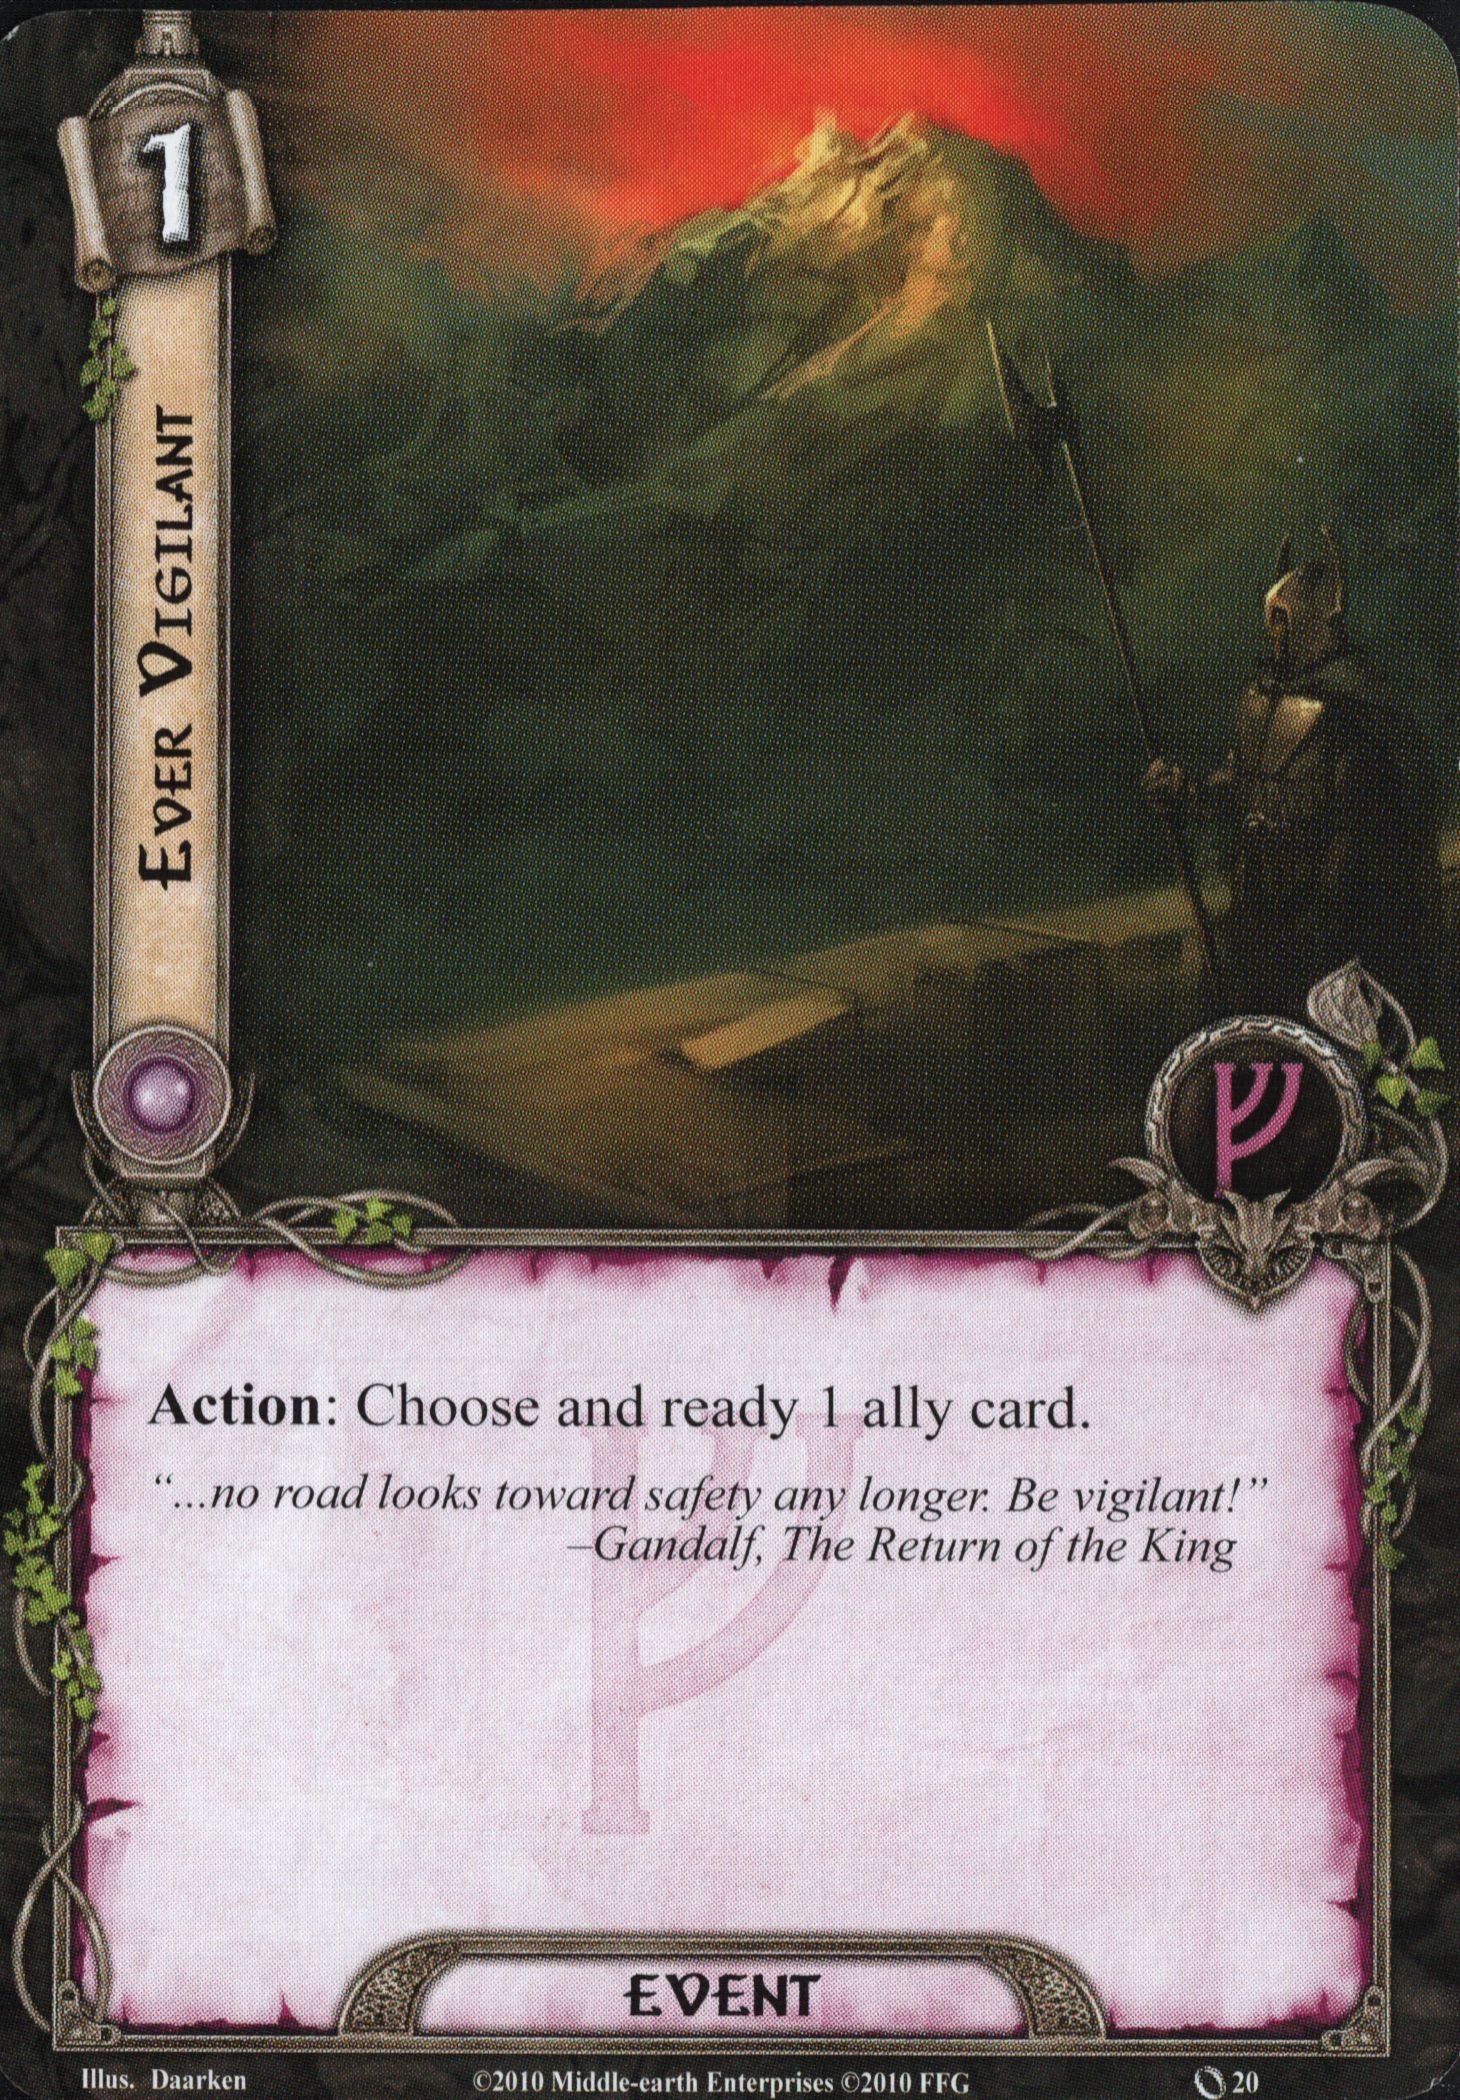 1
EVER VIGILANT
Action: Choose and ready 1 ally card.
“...no road looks toward safety any longer. Be vigilant!”
–Gandalf, The Return of the King
EVENT
Illus. Daarken
©2010 Middle-earth Enterprises ©2010 FFG
20